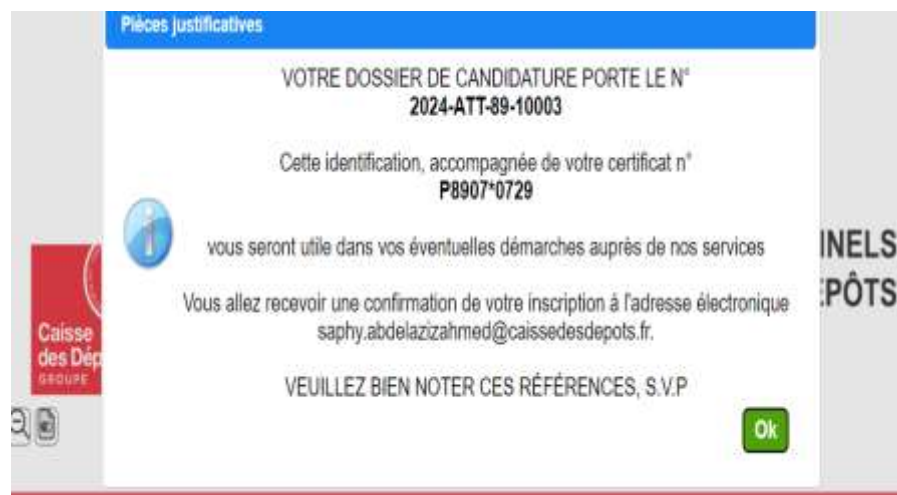 Pièces justificatives
VOTRE DOSSIER DE CANDIDATURE PORTE LE N°
2024-ATT-89-10003
Cette identification, accompagnée de votre certificat n°
P8907*0729
vous seront utile dans vos éventuelles démarches auprès de nos services
Vous allez recevoir une confirmation de votre inscription à l'adresse électronique
saphy.abdelazizahmed@caissedesdepots.fr.
VEUILLEZ BIEN NOTER CES RÉFÉRENCES, S.V.P
Ok
INNELS
EPÔTS
Caisse
des Dép
GROUPE